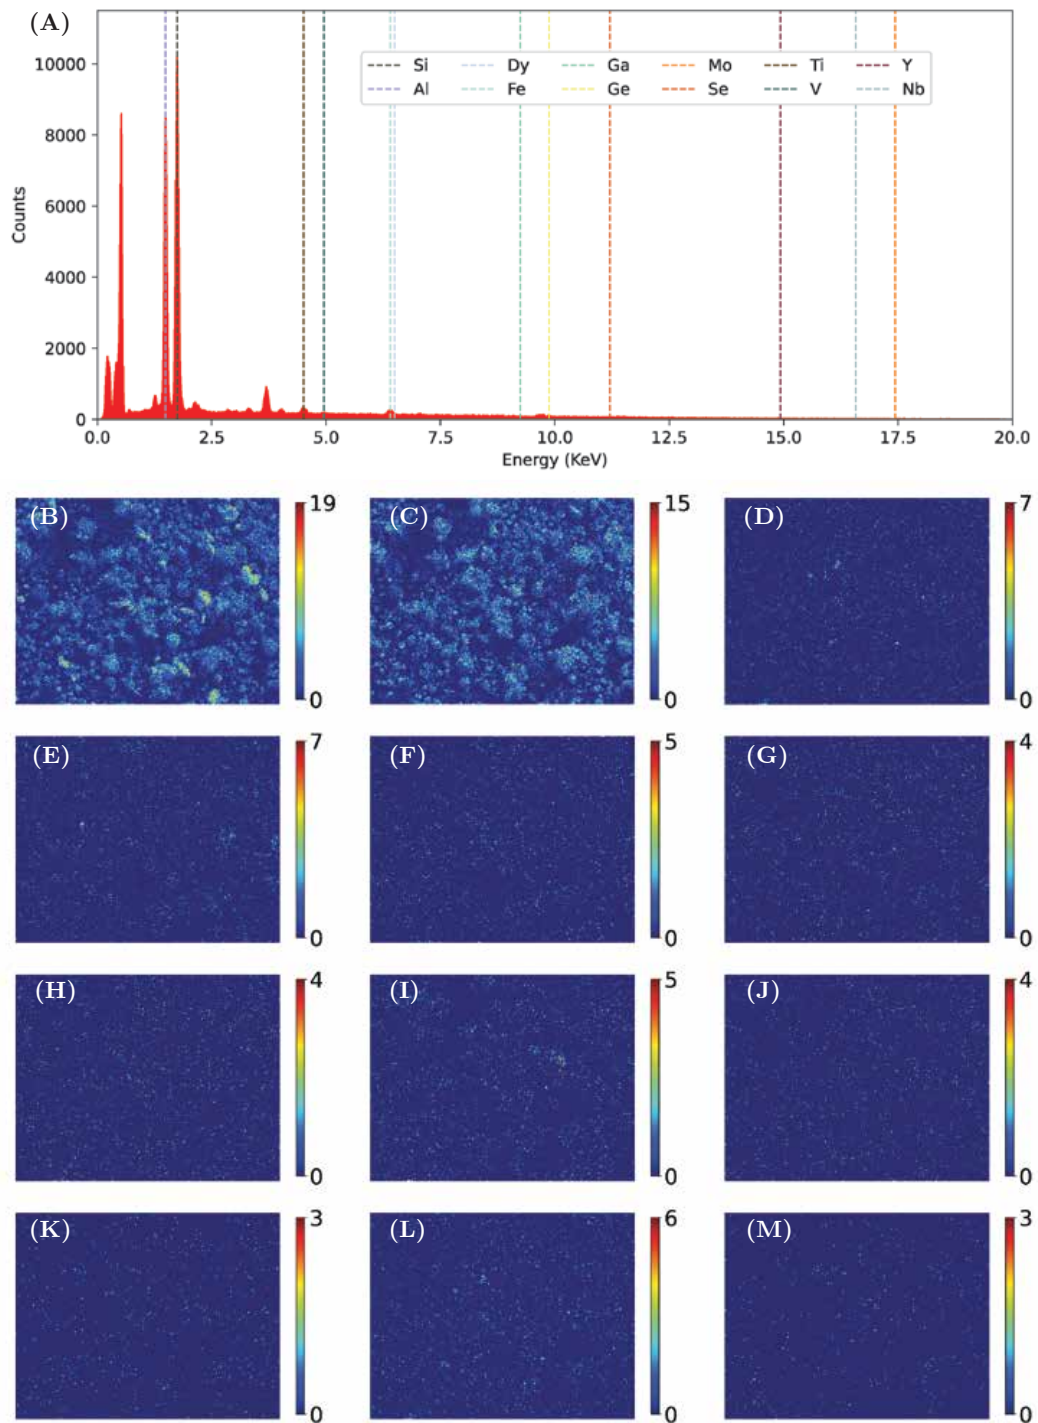 (A)
10000
8000
6000
4000
2000
0
Counts
Si Dy Ga Mo Ti Y
Al Fe Ge Se V Nb
0.0 2.5 5.0 7.5 10.0 12.5 15.0 17.5 20.0
Energy (KeV)
(B) 19 0
(C) 15 0
(D) 7 0
(E) 7 0
(F) 5 0
(G) 4 0
(H) 4 0
(I) 5 0
(J) 4 0
(K) 3 0
(L) 6 0
(M) 3 0